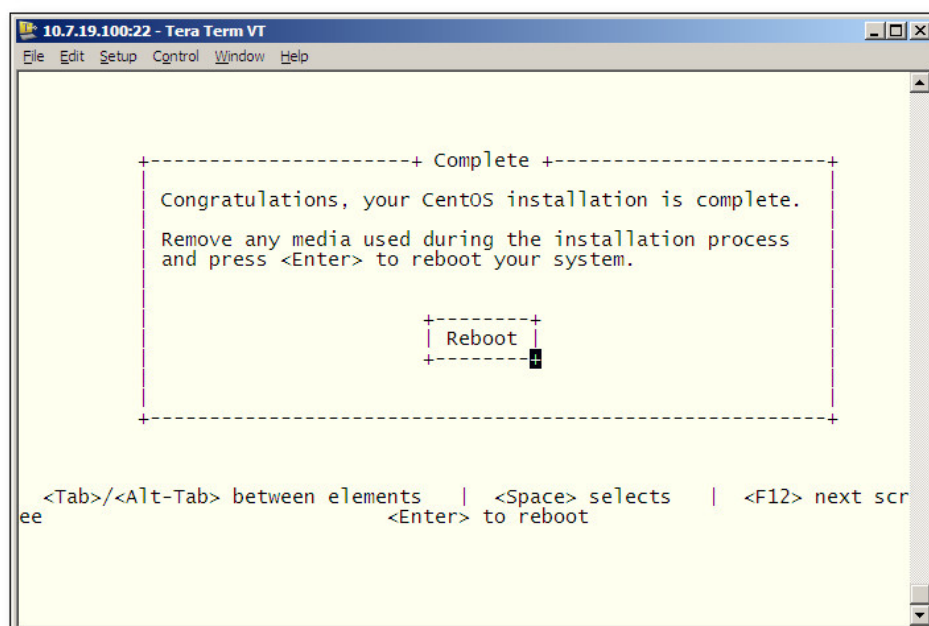 10.7.19.100:22 - Tera Term VT
File Edit Setup Control Window Help
+----------------------+ Complete +-----------------------+
Congratulations, your CentOS installation is complete.
Remove any media used during the installation process
and press <Enter> to reboot your system.
+--------+
| Reboot |
+--------+
+---------------------------------------------------------+
<Tab>/<Alt-Tab> between elements | <Space> selects | <F12> next scr
ee <Enter> to reboot